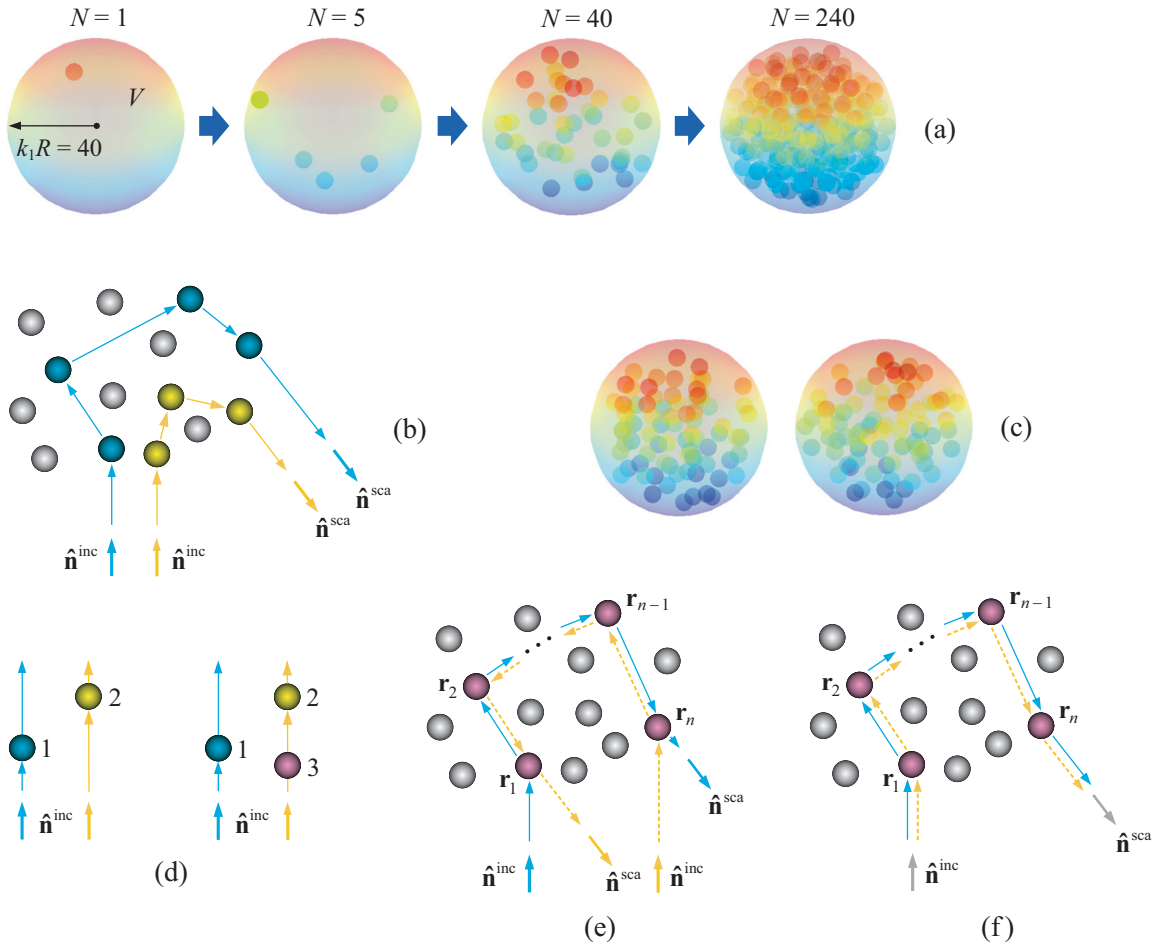 N = 1
N = 5
N = 40
N = 240
V
k₁R = 40
(a)
(b)
n̂ˢᶜᵃ
n̂ˢᶜᵃ
n̂ⁱⁿᶜ
n̂ⁱⁿᶜ
(c)
1
2
n̂ⁱⁿᶜ
1
2
3
n̂ⁱⁿᶜ
(d)
rₙ₋₁
r₂
rₙ
r₁
n̂ˢᶜᵃ
n̂ⁱⁿᶜ
n̂ˢᶜᵃ
n̂ⁱⁿᶜ
(e)
rₙ₋₁
r₂
rₙ
r₁
n̂ˢᶜᵃ
n̂ⁱⁿᶜ
(f)